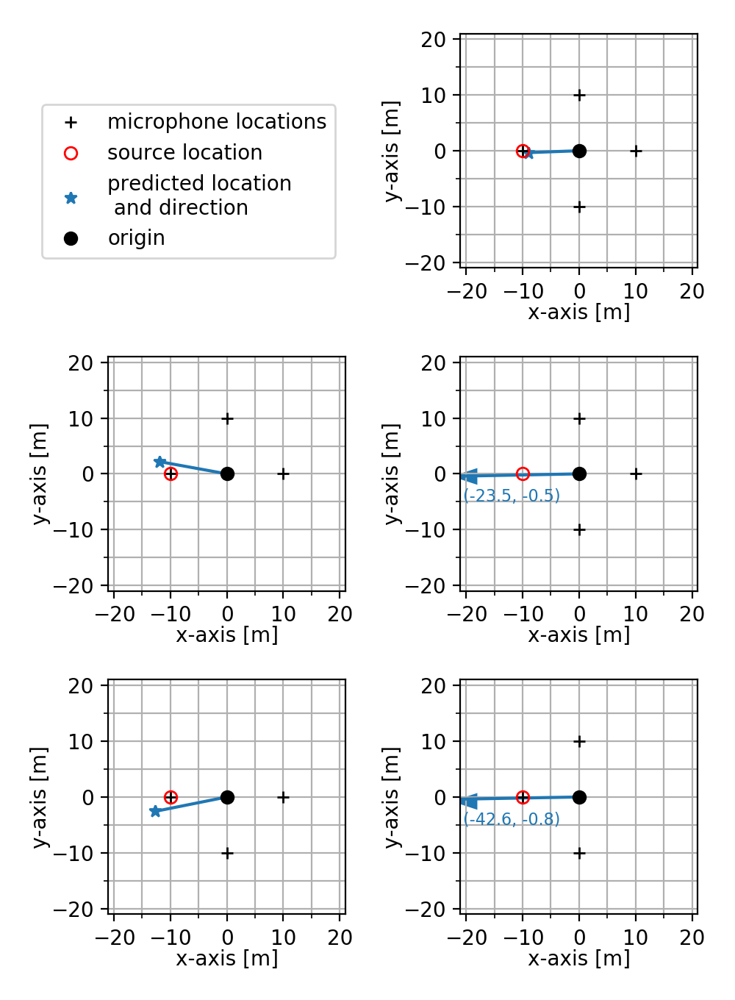 microphone locations
source location
predicted location
and direction
origin
20
10
0
−10
−20
y-axis [m]
−20 −10 0 10 20
x-axis [m]
20
10
0
−10
−20
y-axis [m]
−20 −10 0 10 20
x-axis [m]
20
10
0
−10
−20
y-axis [m]
(-23.5, -0.5)
−20 −10 0 10 20
x-axis [m]
20
10
0
−10
−20
y-axis [m]
−20 −10 0 10 20
x-axis [m]
20
10
0
−10
−20
y-axis [m]
(-42.6, -0.8)
−20 −10 0 10 20
x-axis [m]